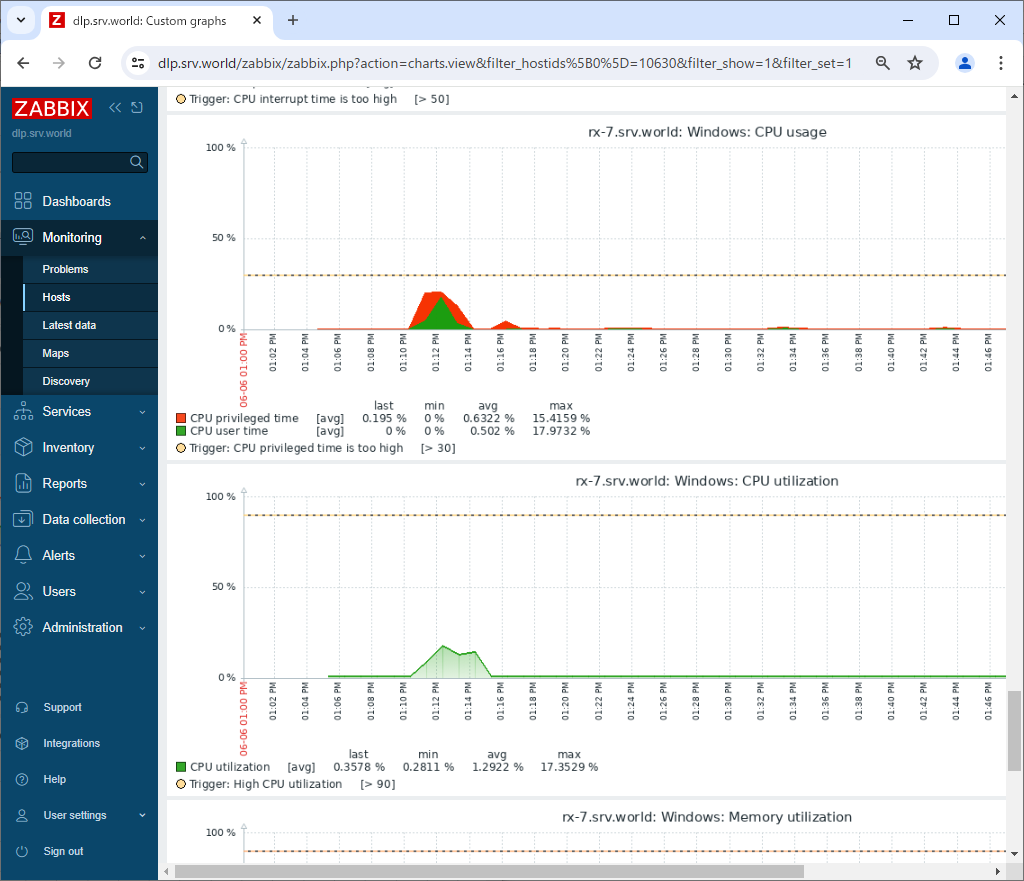 dlp.srv.world: Custom graphs
dlp.srv.world/zabbix/zabbix.php?action=charts.view&filter_hostids%5B0%5D=10630&filter_show=1&filter_set=1
ZABBIX
dlp.srv.world
Dashboards
Monitoring
Problems
Hosts
Latest data
Maps
Discovery
Services
Inventory
Reports
Data collection
Alerts
Users
Administration
Support
Integrations
Help
User settings
Sign out
Trigger: CPU interrupt time is too high [> 50]
rx-7.srv.world: Windows: CPU usage
100 %
50 %
0 %
06-06 01:00 PM
01:02 PM
01:04 PM
01:06 PM
01:08 PM
01:10 PM
01:12 PM
01:14 PM
01:16 PM
01:18 PM
01:20 PM
01:22 PM
01:24 PM
01:26 PM
01:28 PM
01:30 PM
01:32 PM
01:34 PM
01:36 PM
01:38 PM
01:40 PM
01:42 PM
01:44 PM
01:46 PM
last min avg max
CPU privileged time [avg] 0.195 % 0 % 0.6322 % 15.4159 %
CPU user time [avg] 0 % 0 % 0.502 % 17.9732 %
Trigger: CPU privileged time is too high [> 30]
rx-7.srv.world: Windows: CPU utilization
100 %
50 %
0 %
06-06 01:00 PM
01:02 PM
01:04 PM
01:06 PM
01:08 PM
01:10 PM
01:12 PM
01:14 PM
01:16 PM
01:18 PM
01:20 PM
01:22 PM
01:24 PM
01:26 PM
01:28 PM
01:30 PM
01:32 PM
01:34 PM
01:36 PM
01:38 PM
01:40 PM
01:42 PM
01:44 PM
01:46 PM
last min avg max
CPU utilization [avg] 0.3578 % 0.2811 % 1.2922 % 17.3529 %
Trigger: High CPU utilization [> 90]
rx-7.srv.world: Windows: Memory utilization
100 %